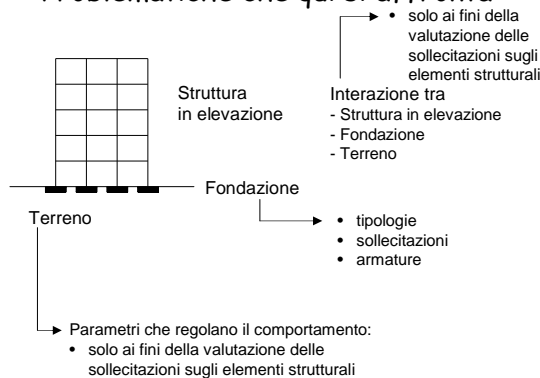 • solo ai fini della
valutazione delle
sollecitazioni sugli
elementi strutturali
Struttura
in elevazione
Interazione tra
- Struttura in elevazione
- Fondazione
- Terreno
Fondazione
Terreno
• tipologie
• sollecitazioni
• armature
Parametri che regolano il comportamento:
• solo ai fini della valutazione delle
sollecitazioni sugli elementi strutturali